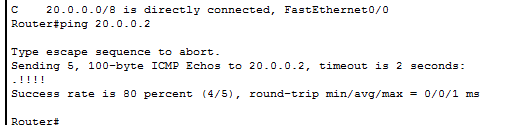 C    20.0.0.0/8 is directly connected, FastEthernet0/0
Router#ping 20.0.0.2
Type escape sequence to abort.
Sending 5, 100-byte ICMP Echos to 20.0.0.2, timeout is 2 seconds:
.!!!!
Success rate is 80 percent (4/5), round-trip min/avg/max = 0/0/1 ms
Router#